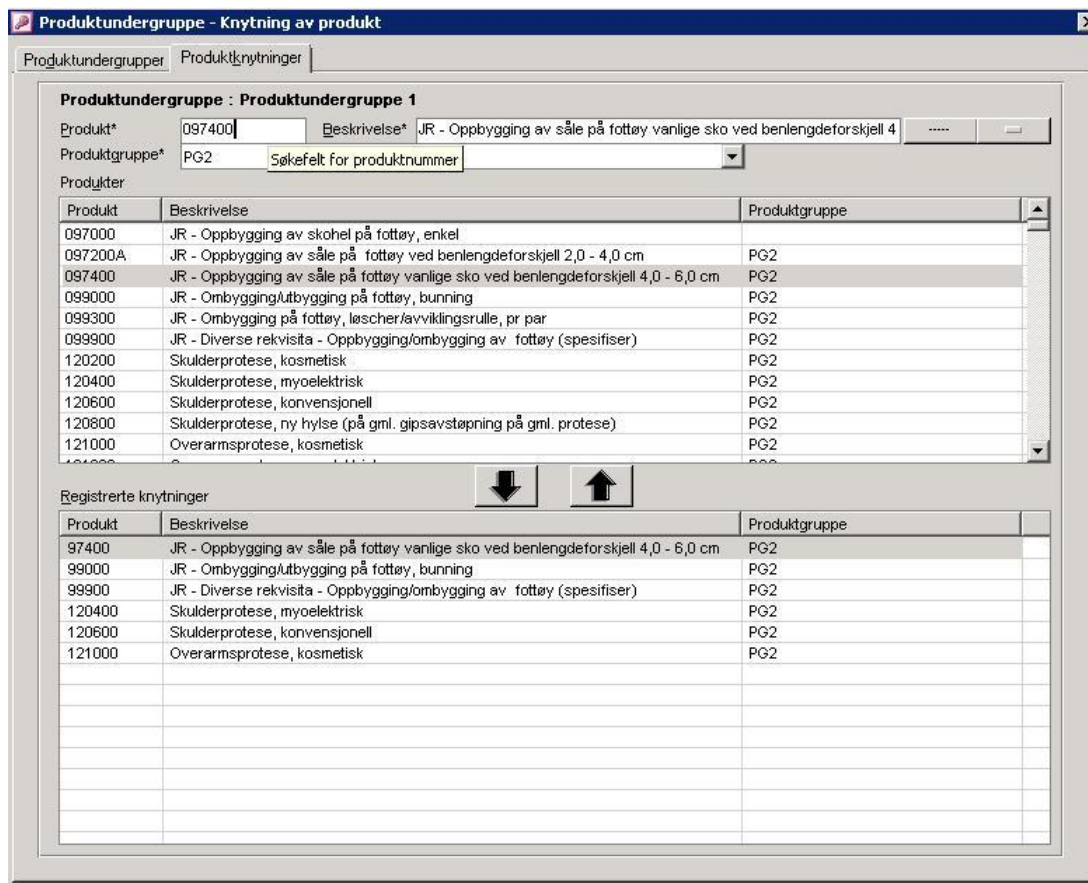 Produktundergruppe - Knytning av produkt
Produktundergrupper Produktknytninger
Produktundergruppe : Produktundergruppe 1
Produkt* 097400 Beskrivelse* JR - Oppbygging av såle på fottøy vanlige sko ved benlengdeforskjell 4 -----
Produktgruppe* PG2 Søkefelt for produktnummer
Produkter
Produkt Beskrivelse Produktgruppe
097000 JR - Oppbygging av skohel på fottøy, enkel
097200A JR - Oppbygging av såle på fottøy ved benlengdeforskjell 2,0 - 4,0 cm PG2
097400 JR - Oppbygging av såle på fottøy vanlige sko ved benlengdeforskjell 4,0 - 6,0 cm PG2
099000 JR - Ombygging/utbygging på fottøy, bunning PG2
099300 JR - Ombygging på fottøy, løscher/avviklingsrulle, pr par PG2
099900 JR - Diverse rekvisita - Oppbygging/ombygging av fottøy (spesifiser) PG2
120200 Skulderprotese, kosmetisk PG2
120400 Skulderprotese, myoelektrisk PG2
120600 Skulderprotese, konvensjonell PG2
120800 Skulderprotese, ny hylse (på gml. gipsavstøpning på gml. protese) PG2
121000 Overarmsprotese, kosmetisk PG2
Registrerte knytninger
Produkt Beskrivelse Produktgruppe
97400 JR - Oppbygging av såle på fottøy vanlige sko ved benlengdeforskjell 4,0 - 6,0 cm PG2
99000 JR - Ombygging/utbygging på fottøy, bunning PG2
99900 JR - Diverse rekvisita - Oppbygging/ombygging av fottøy (spesifiser) PG2
120400 Skulderprotese, myoelektrisk PG2
120600 Skulderprotese, konvensjonell PG2
121000 Overarmsprotese, kosmetisk PG2